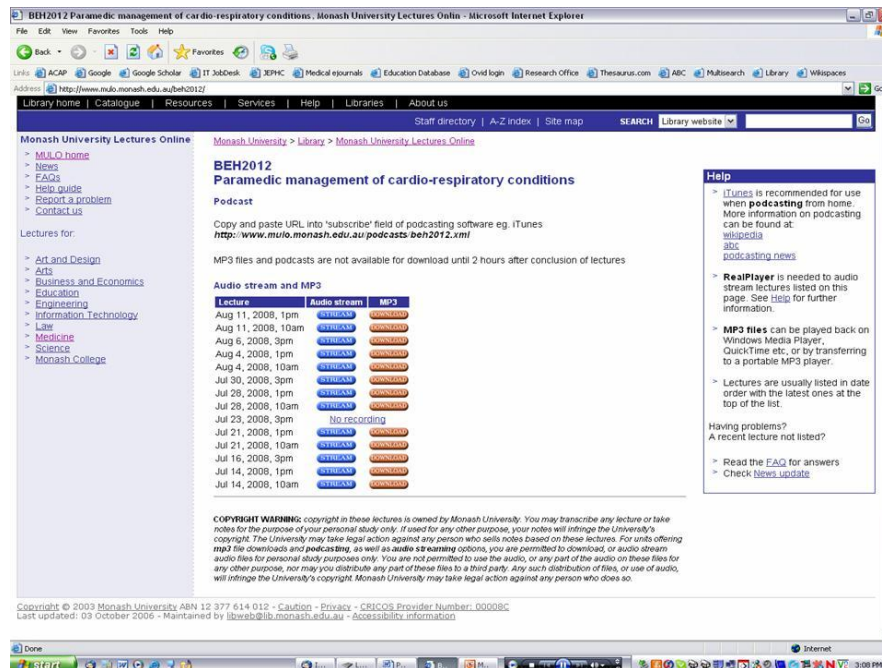 BEH2012 Paramedic management of cardio-respiratory conditions, Monash University Lectures Onlin - Microsoft Internet Explorer
File Edit View Favorites Tools Help
Back Favorites
Links ACAP Google Google Scholar IT JobDesk JEPHC Medical ejournals Education Database Ovid login Research Office Thesaurus.com ABC Multisearch Library Wikispaces
Address http://www.mulo.monash.edu.au/beh2012/ Go
Library home | Catalogue | Resources | Services | Help | Libraries | About us
Staff directory | A-Z index | Site map SEARCH Library website Go
Monash University Lectures Online
> MULO home
> News
> FAQs
> Help guide
> Report a problem
> Contact us
Lectures for:
> Art and Design
> Arts
> Business and Economics
> Education
> Engineering
> Information Technology
> Law
> Medicine
> Science
> Monash College
Monash University > Library > Monash University Lectures Online
BEH2012
Paramedic management of cardio-respiratory conditions
Podcast
Copy and paste URL into 'subscribe' field of podcasting software eg. iTunes
http://www.mulo.monash.edu.au/podcasts/beh2012.xml
MP3 files and podcasts are not available for download until 2 hours after conclusion of lectures
Audio stream and MP3
Lecture Audio stream MP3
Aug 11, 2008, 1pm STREAM DOWNLOAD
Aug 11, 2008, 10am STREAM DOWNLOAD
Aug 6, 2008, 3pm STREAM DOWNLOAD
Aug 4, 2008, 1pm STREAM DOWNLOAD
Aug 4, 2008, 10am STREAM DOWNLOAD
Jul 30, 2008, 3pm STREAM DOWNLOAD
Jul 28, 2008, 1pm STREAM DOWNLOAD
Jul 28, 2008, 10am STREAM DOWNLOAD
Jul 23, 2008, 3pm No recording
Jul 21, 2008, 1pm STREAM DOWNLOAD
Jul 21, 2008, 10am STREAM DOWNLOAD
Jul 16, 2008, 3pm STREAM DOWNLOAD
Jul 14, 2008, 1pm STREAM DOWNLOAD
Jul 14, 2008, 10am STREAM DOWNLOAD
Help
> iTunes is recommended for use
when podcasting from home.
More information on podcasting
can be found at:
wikipedia
abc
podcasting news
> RealPlayer is needed to audio
stream lectures listed on this
page. See Help for further
information.
> MP3 files can be played back on
Windows Media Player,
QuickTime etc, or by transferring
to a portable MP3 player.
> Lectures are usually listed in date
order with the latest ones at the
top of the list.
Having problems?
A recent lecture not listed?
> Read the FAQ for answers
> Check News update
COPYRIGHT WARNING: copyright in these lectures is owned by Monash University. You may transcribe any lecture or take
notes for the purpose of your personal study only. If used for any other purpose, your notes will infringe the University's
copyright. The University may take legal action against any person who sells notes based on these lectures. For units offering
mp3 file downloads and podcasting, as well as audio streaming options, you are permitted to download, or audio stream
audio files for personal study purposes only. You are not permitted to use the audio, or any part of the audio on these files for
any other purpose, nor may you distribute any part of these files to a third party. Any such distribution of files, or use of audio,
will infringe the University's copyright. Monash University may take legal action against any person who does so.
Copyright © 2003 Monash University ABN 12 377 614 012 - Caution - Privacy - CRICOS Provider Number: 00008C
Last updated: 03 October 2006 - Maintained by libweb@lib.monash.edu.au - Accessibility information
Done Internet
start 3:08 PM